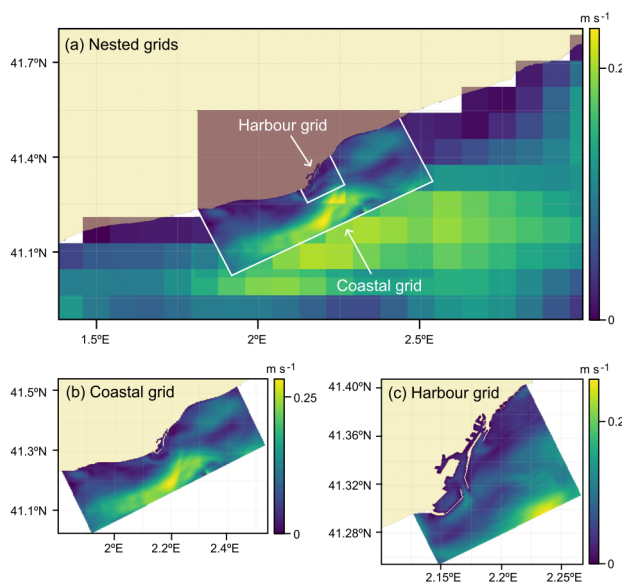 m s⁻¹
(a) Nested grids
41.7ºN
0.2
Harbour grid
41.4ºN
41.1ºN
Coastal grid
0
1.5ºE
2ºE
2.5ºE
m s⁻¹
m s⁻¹
41.5ºN
(b) Coastal grid
0.25
41.3ºN
41.1ºN
0
2ºE
2.2ºE
2.4ºE
41.40ºN
(c) Harbour grid
41.36ºN
0.2
41.32ºN
41.28ºN
0
2.15ºE
2.2ºE
2.25ºE